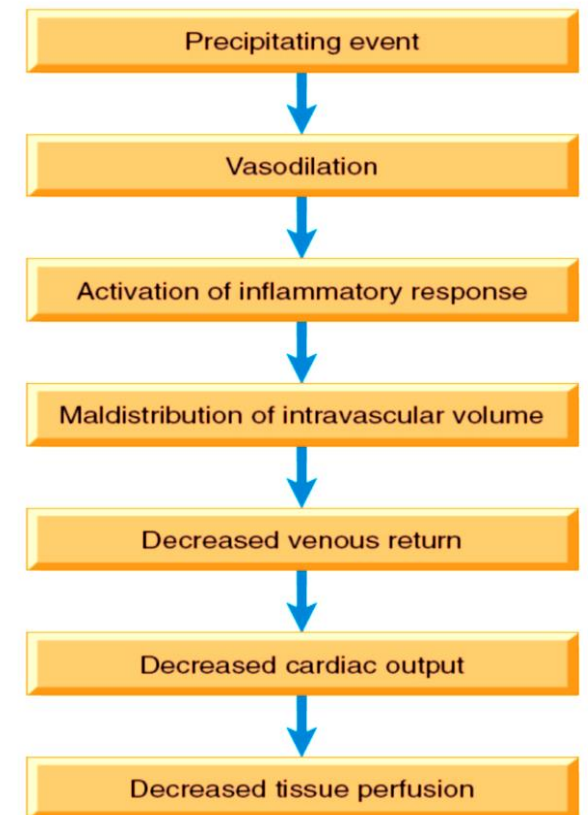 Precipitating event
Vasodilation
Activation of inflammatory response
Maldistribution of intravascular volume
Decreased venous return
Decreased cardiac output
Decreased tissue perfusion